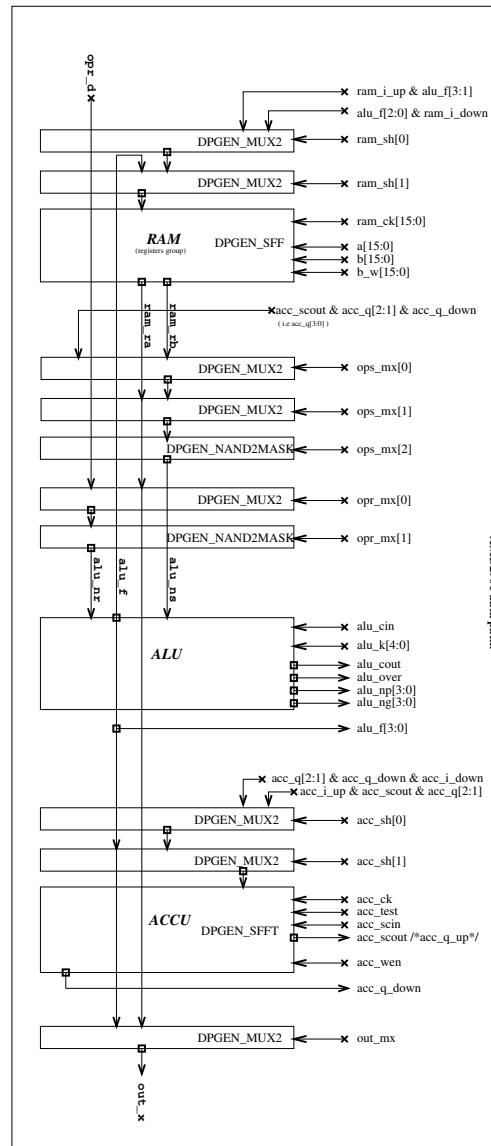 opr_d
ram_i_up & alu_f[3:1]
alu_f[2:0] & ram_i_down
DPGEN_MUX2
ram_sh[0]
DPGEN_MUX2
ram_sh[1]
RAM
(registers group)
DPGEN_SFF
ram_ck[15:0]
a[15:0]
b[15:0]
b_w[15:0]
ram_ra
ram_rb
acc_scout & acc_q[2:1] & acc_q_down
( i.e acc_q[3:0] )
DPGEN_MUX2
ops_mx[0]
DPGEN_MUX2
ops_mx[1]
DPGEN_NAND2MASK
ops_mx[2]
DPGEN_MUX2
opr_mx[0]
DPGEN_NAND2MASK
opr_mx[1]
alu_nr
alu_f
alu_ns
ALU
alu_cin
alu_k[4:0]
alu_cout
alu_over
alu_np[3:0]
alu_ng[3:0]
alu_f[3:0]
acc_q[2:1] & acc_q_down & acc_i_down
acc_i_up & acc_scout & acc_q[2:1]
DPGEN_MUX2
acc_sh[0]
DPGEN_MUX2
acc_sh[1]
ACCU
DPGEN_SFFT
acc_ck
acc_test
acc_scin
acc_scout /*acc_q_up*/
acc_wen
acc_q_down
DPGEN_MUX2
out_mx
out_x